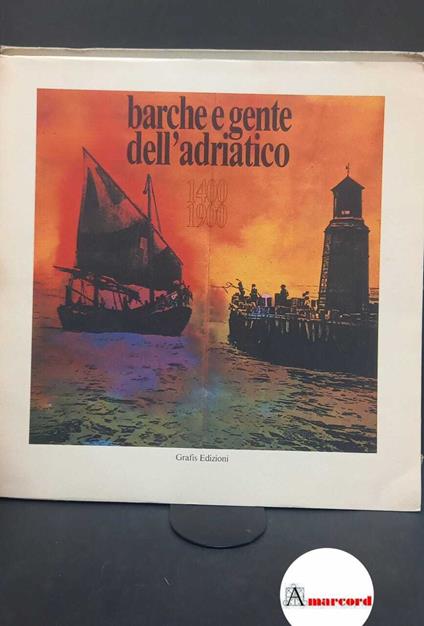 barche e gente
dell'adriatico
1400
1900
Grafis Edizioni
Amarcord